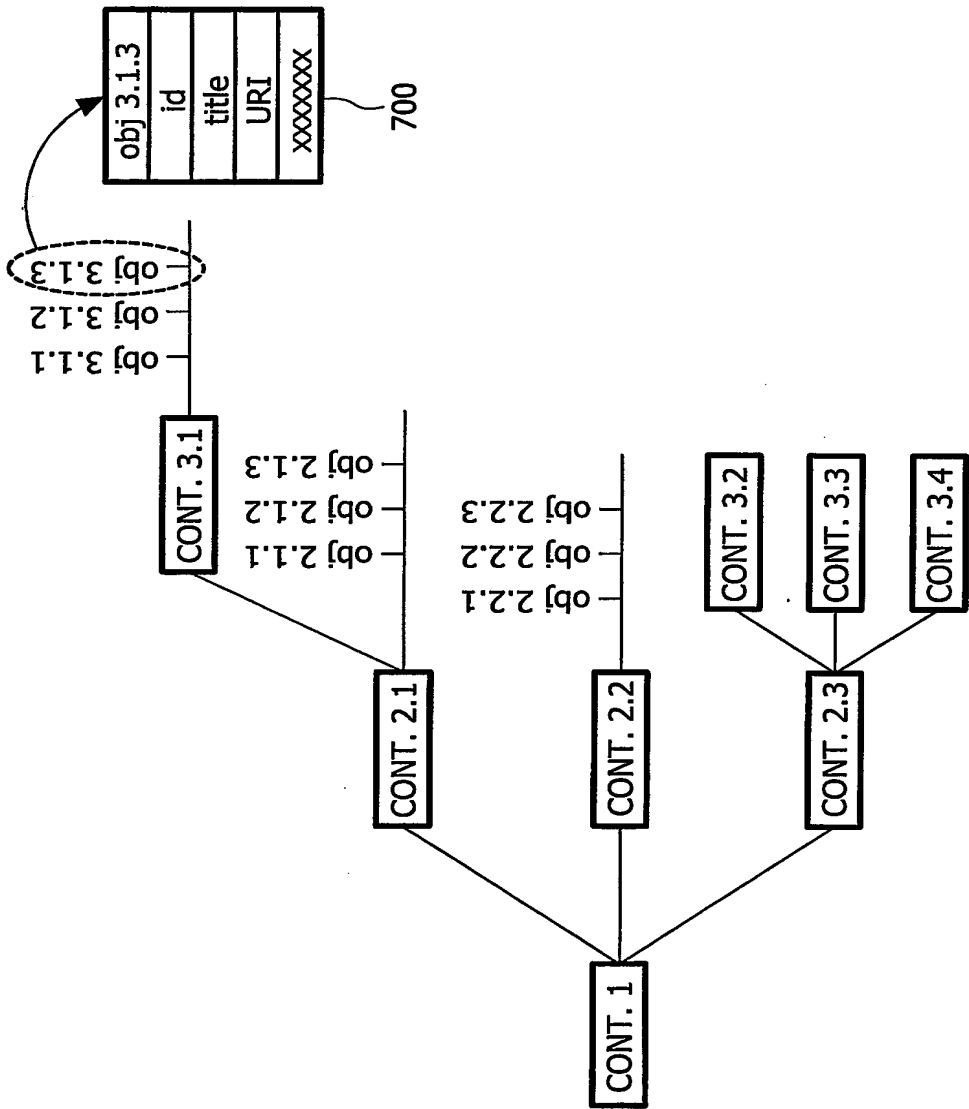 obj 3.1.3
id
title
URI
xxxxxxx
700
obj 3.1.3
obj 3.1.2
obj 3.1.1
CONT. 3.1
obj 2.1.3
obj 2.1.2
obj 2.1.1
obj 2.2.3
obj 2.2.2
obj 2.2.1
CONT. 3.2
CONT. 3.3
CONT. 3.4
CONT. 2.1
CONT. 2.2
CONT. 2.3
CONT. 1